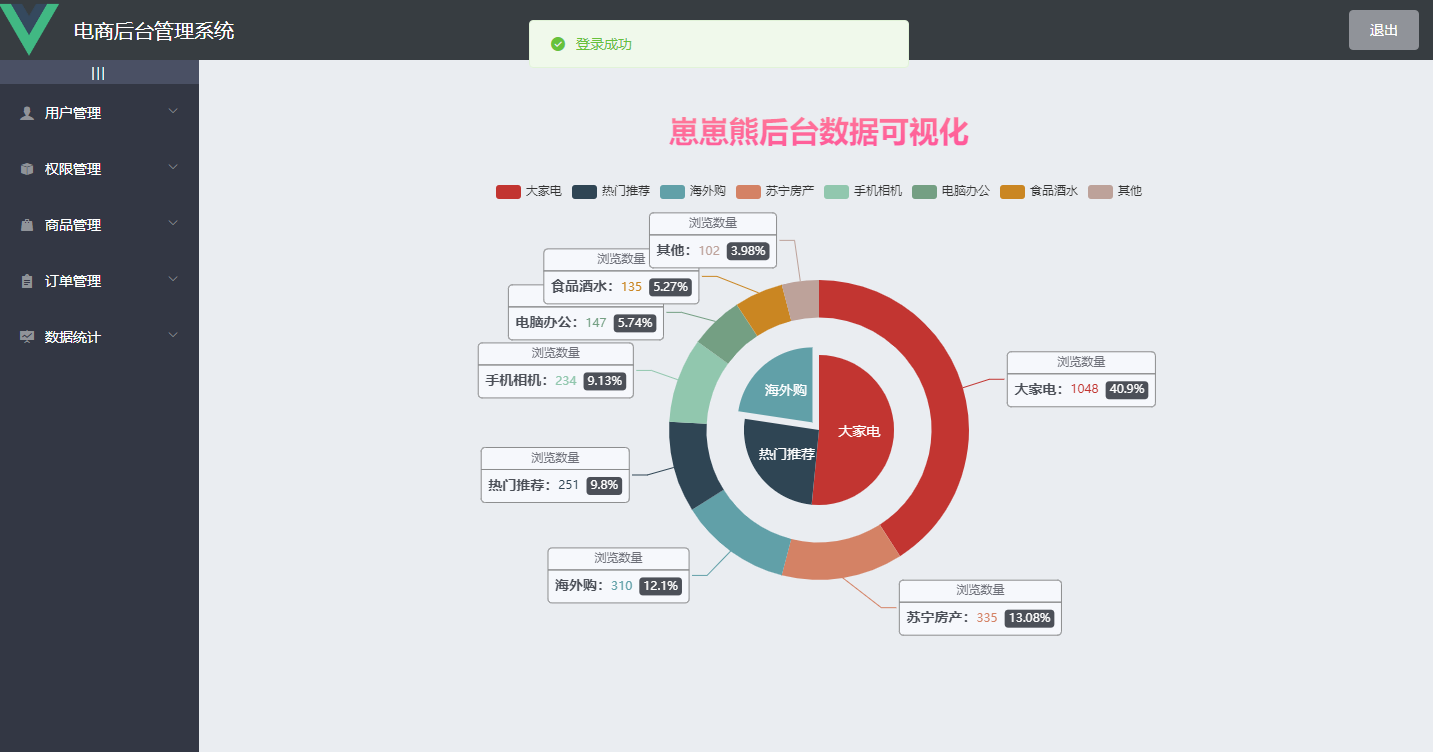 电商后台管理系统
登录成功
退出
|||
用户管理
权限管理
商品管理
订单管理
数据统计
崽崽熊后台数据可视化
大家电 热门推荐 海外购 苏宁房产 手机相机 电脑办公 食品酒水 其他
浏览数量
其他：102 3.98%
浏览数量
食品酒水：135 5.27%
电脑办公：147 5.74%
浏览数量
手机相机：234 9.13%
浏览数量
大家电：1048 40.9%
海外购
大家电
热门推荐
浏览数量
热门推荐：251 9.8%
浏览数量
海外购：310 12.1%
浏览数量
苏宁房产：335 13.08%